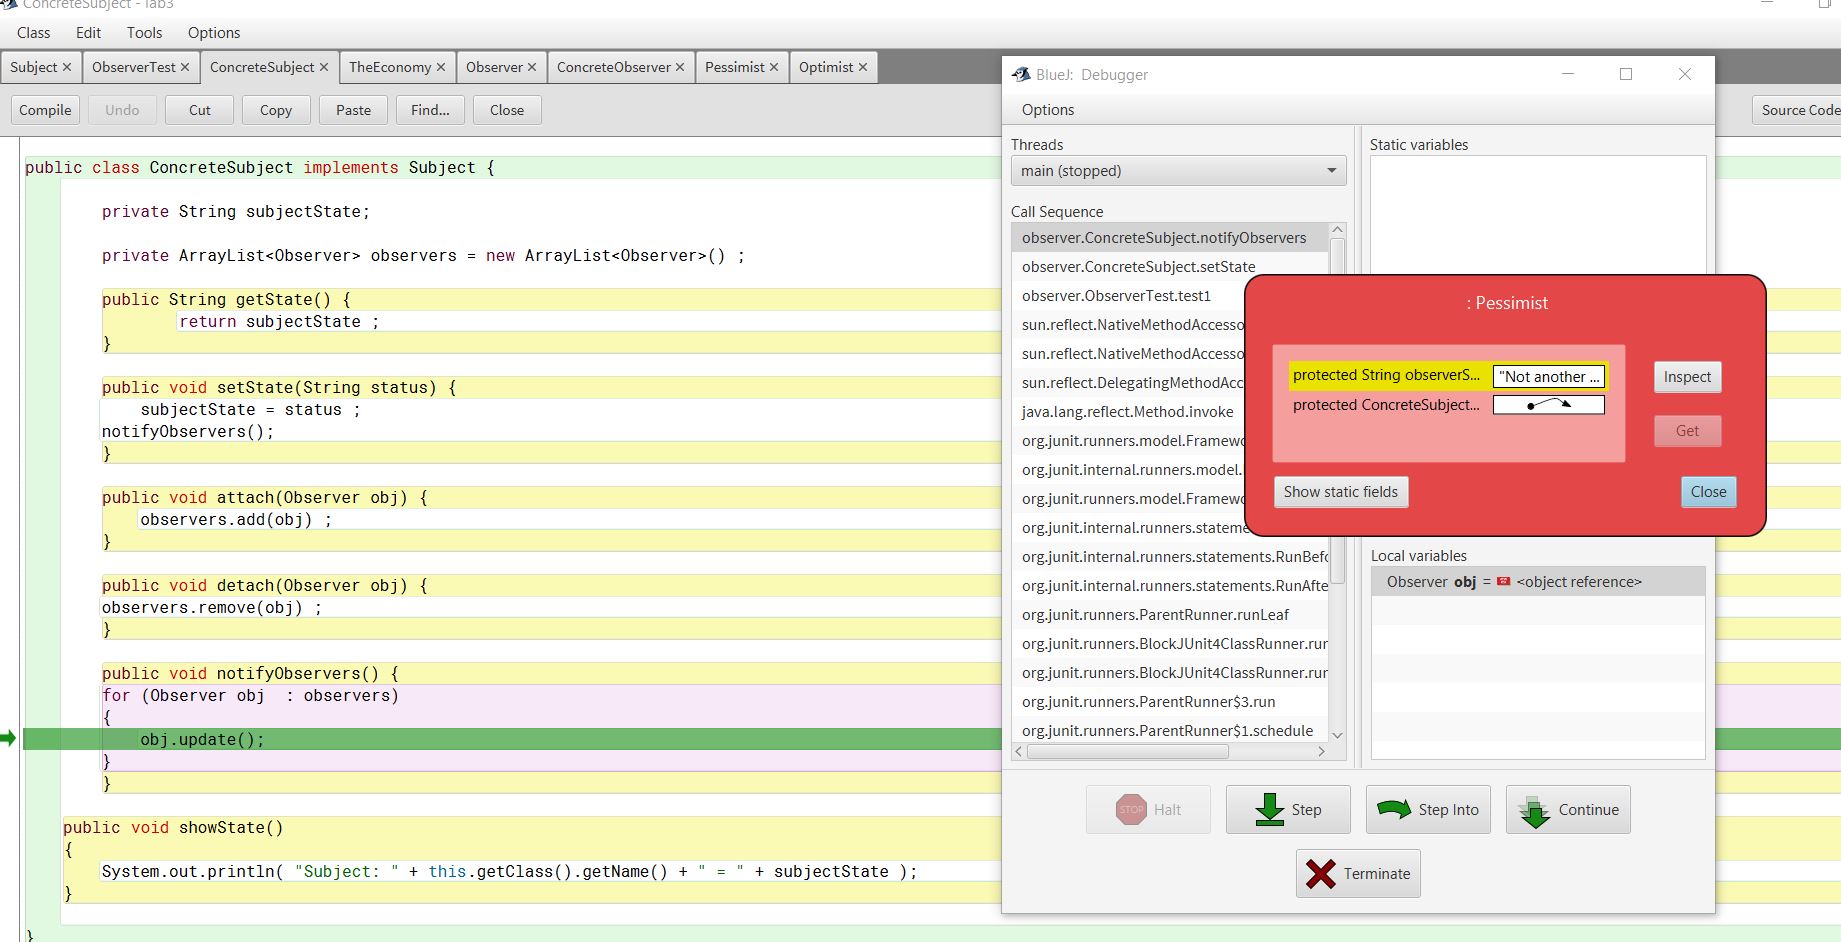 ConcreteSubject - lab3
Class Edit Tools Options
Subject × ObserverTest × ConcreteSubject × TheEconomy × Observer × ConcreteObserver × Pessimist × Optimist ×
Compile Undo Cut Copy Paste Find... Close Source Code
public class ConcreteSubject implements Subject {
private String subjectState;
private ArrayList<Observer> observers = new ArrayList<Observer>() ;
public String getState() {
return subjectState ;
}
public void setState(String status) {
subjectState = status ;
notifyObservers();
}
public void attach(Observer obj) {
observers.add(obj) ;
}
public void detach(Observer obj) {
observers.remove(obj) ;
}
public void notifyObservers() {
for (Observer obj  : observers)
{
obj.update();
}
}
public void showState()
{
System.out.println( "Subject: " + this.getClass().getName() + " = " + subjectState );
}
}
BlueJ: Debugger
Options
Threads
main (stopped)
Call Sequence
observer.ConcreteSubject.notifyObservers
observer.ConcreteSubject.setState
observer.ObserverTest.test1
sun.reflect.NativeMethodAccesso
sun.reflect.NativeMethodAccesso
sun.reflect.DelegatingMethodAcc
java.lang.reflect.Method.invoke
org.junit.runners.model.Framewo
org.junit.internal.runners.model.
org.junit.runners.model.Framewo
org.junit.internal.runners.stateme
org.junit.internal.runners.statements.RunBefo
org.junit.internal.runners.statements.RunAfte
org.junit.runners.ParentRunner.runLeaf
org.junit.runners.BlockJUnit4ClassRunner.run
org.junit.runners.BlockJUnit4ClassRunner.run
org.junit.runners.ParentRunner$3.run
org.junit.runners.ParentRunner$1.schedule
Static variables
: Pessimist
protected String observerS... "Not another ...
protected ConcreteSubject...
Inspect
Get
Show static fields
Close
Local variables
Observer obj = <object reference>
STOP Halt
Step
Step Into
Continue
Terminate